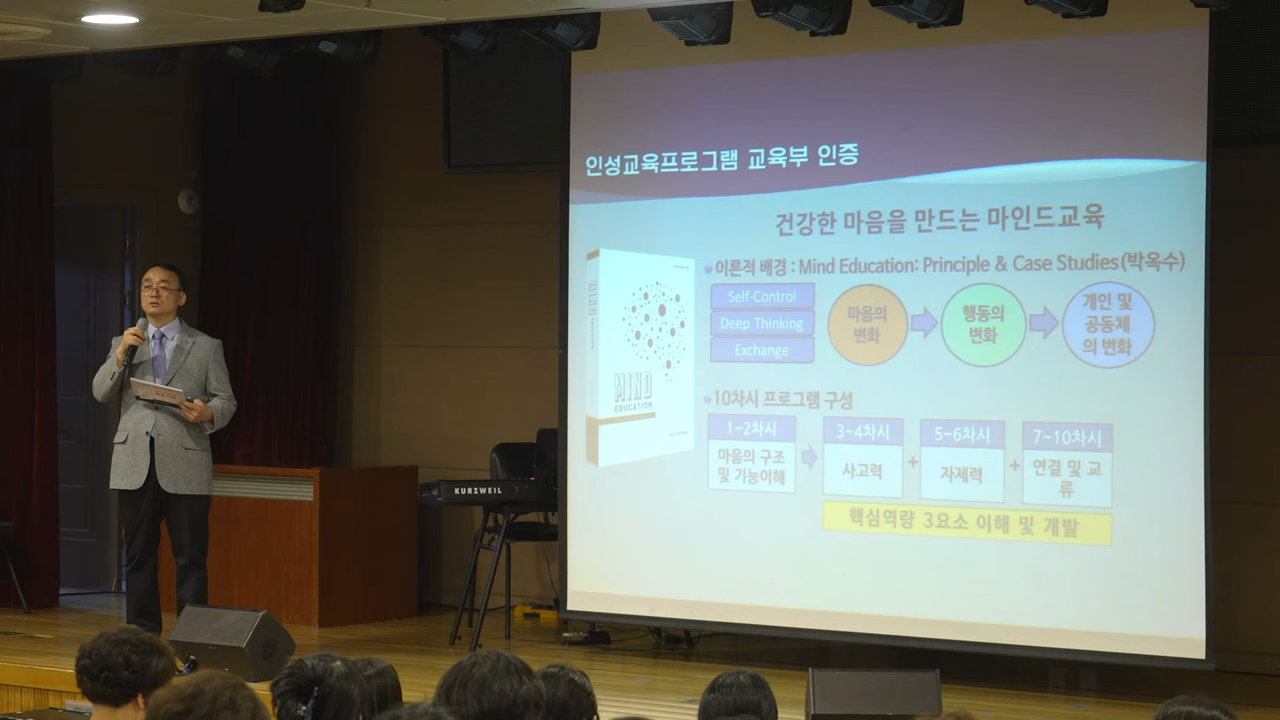 인성교육프로그램 교육부 인증
건강한 마음을 만드는 마인드교육
이론적 배경 : Mind Education: Principle & Case Studies(박옥수)
Self-Control
Deep Thinking
Exchange
마음의
변화
행동의
변화
개인 및
공동체
의 변화
MIND
EDUCATION
10차시 프로그램 구성
1~2차시
마음의 구조
및 기능이해
3~4차시
사고력
+
5~6차시
자제력
+
7~10차시
연결 및 교
류
핵심역량 3요소 이해 및 개발
KURZWEIL